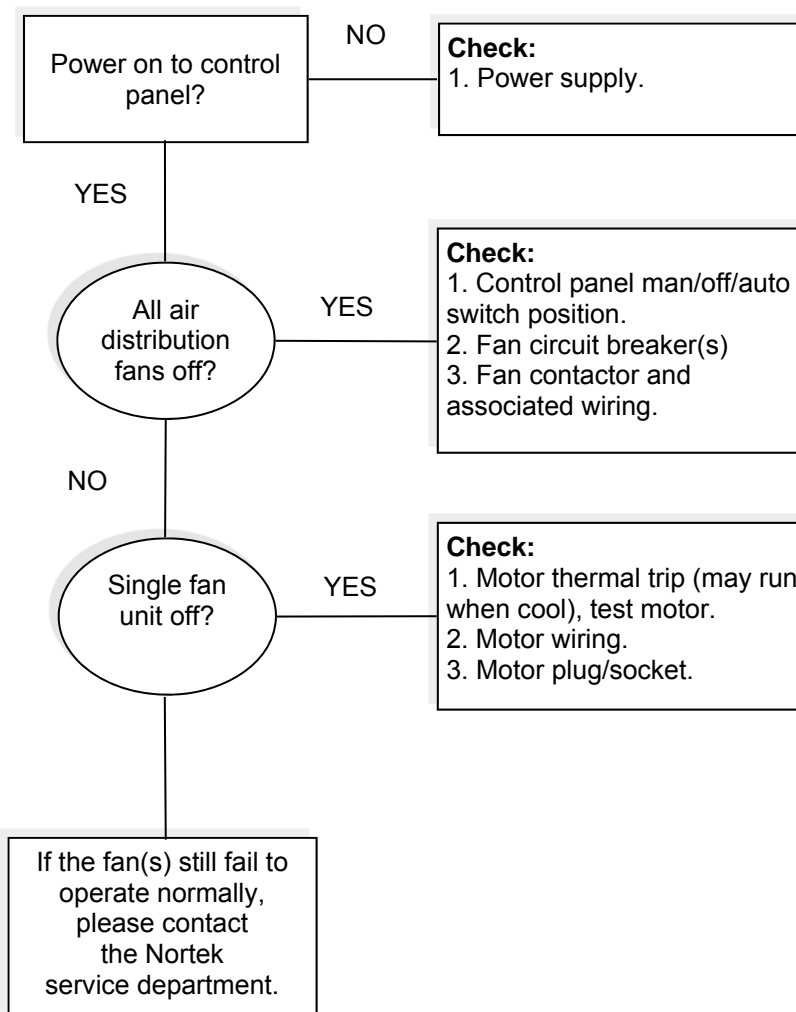 Power on to control
panel?
NO
Check:
1. Power supply.
YES
All air
distribution
fans off?
YES
Check:
1. Control panel man/off/auto
switch position.
2. Fan circuit breaker(s)
3. Fan contactor and
associated wiring.
NO
Single fan
unit off?
YES
Check:
1. Motor thermal trip (may run
when cool), test motor.
2. Motor wiring.
3. Motor plug/socket.
If the fan(s) still fail to
operate normally,
please contact
the Nortek
service department.